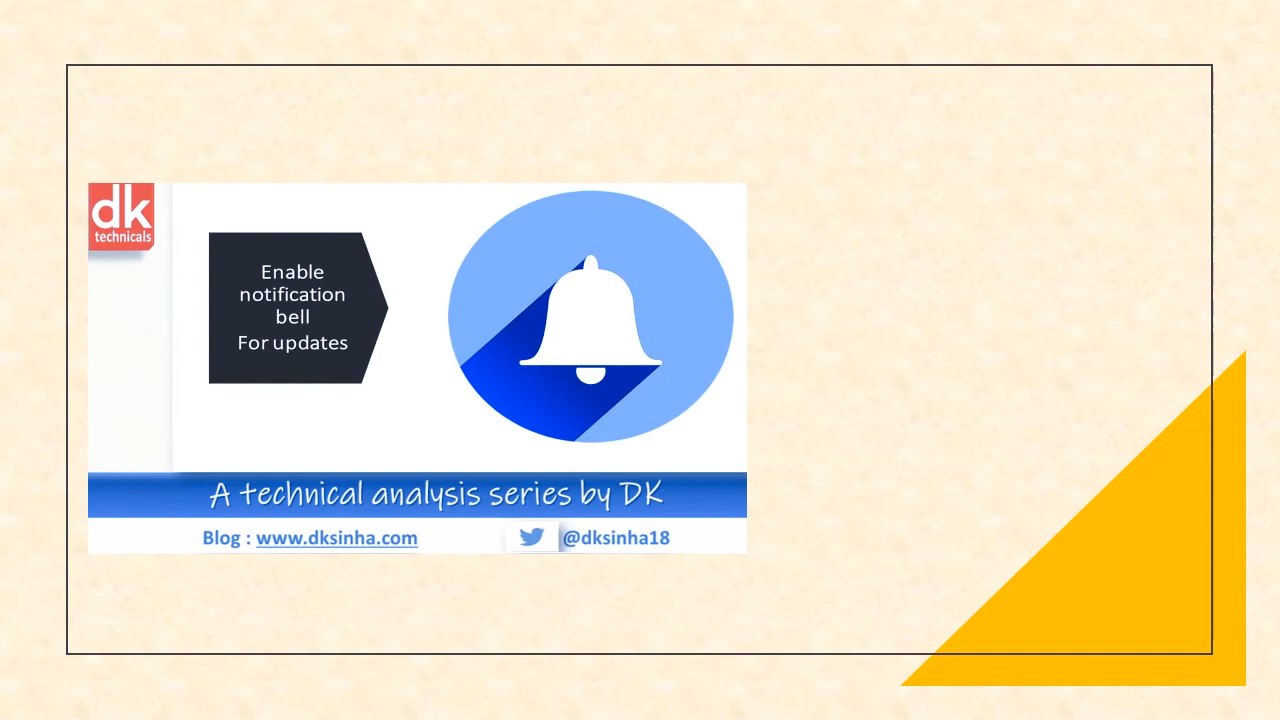 dk
technicals
Enable
notification
bell
For updates
A technical analysis series by DK
Blog : www.dksinha.com
@dksinha18